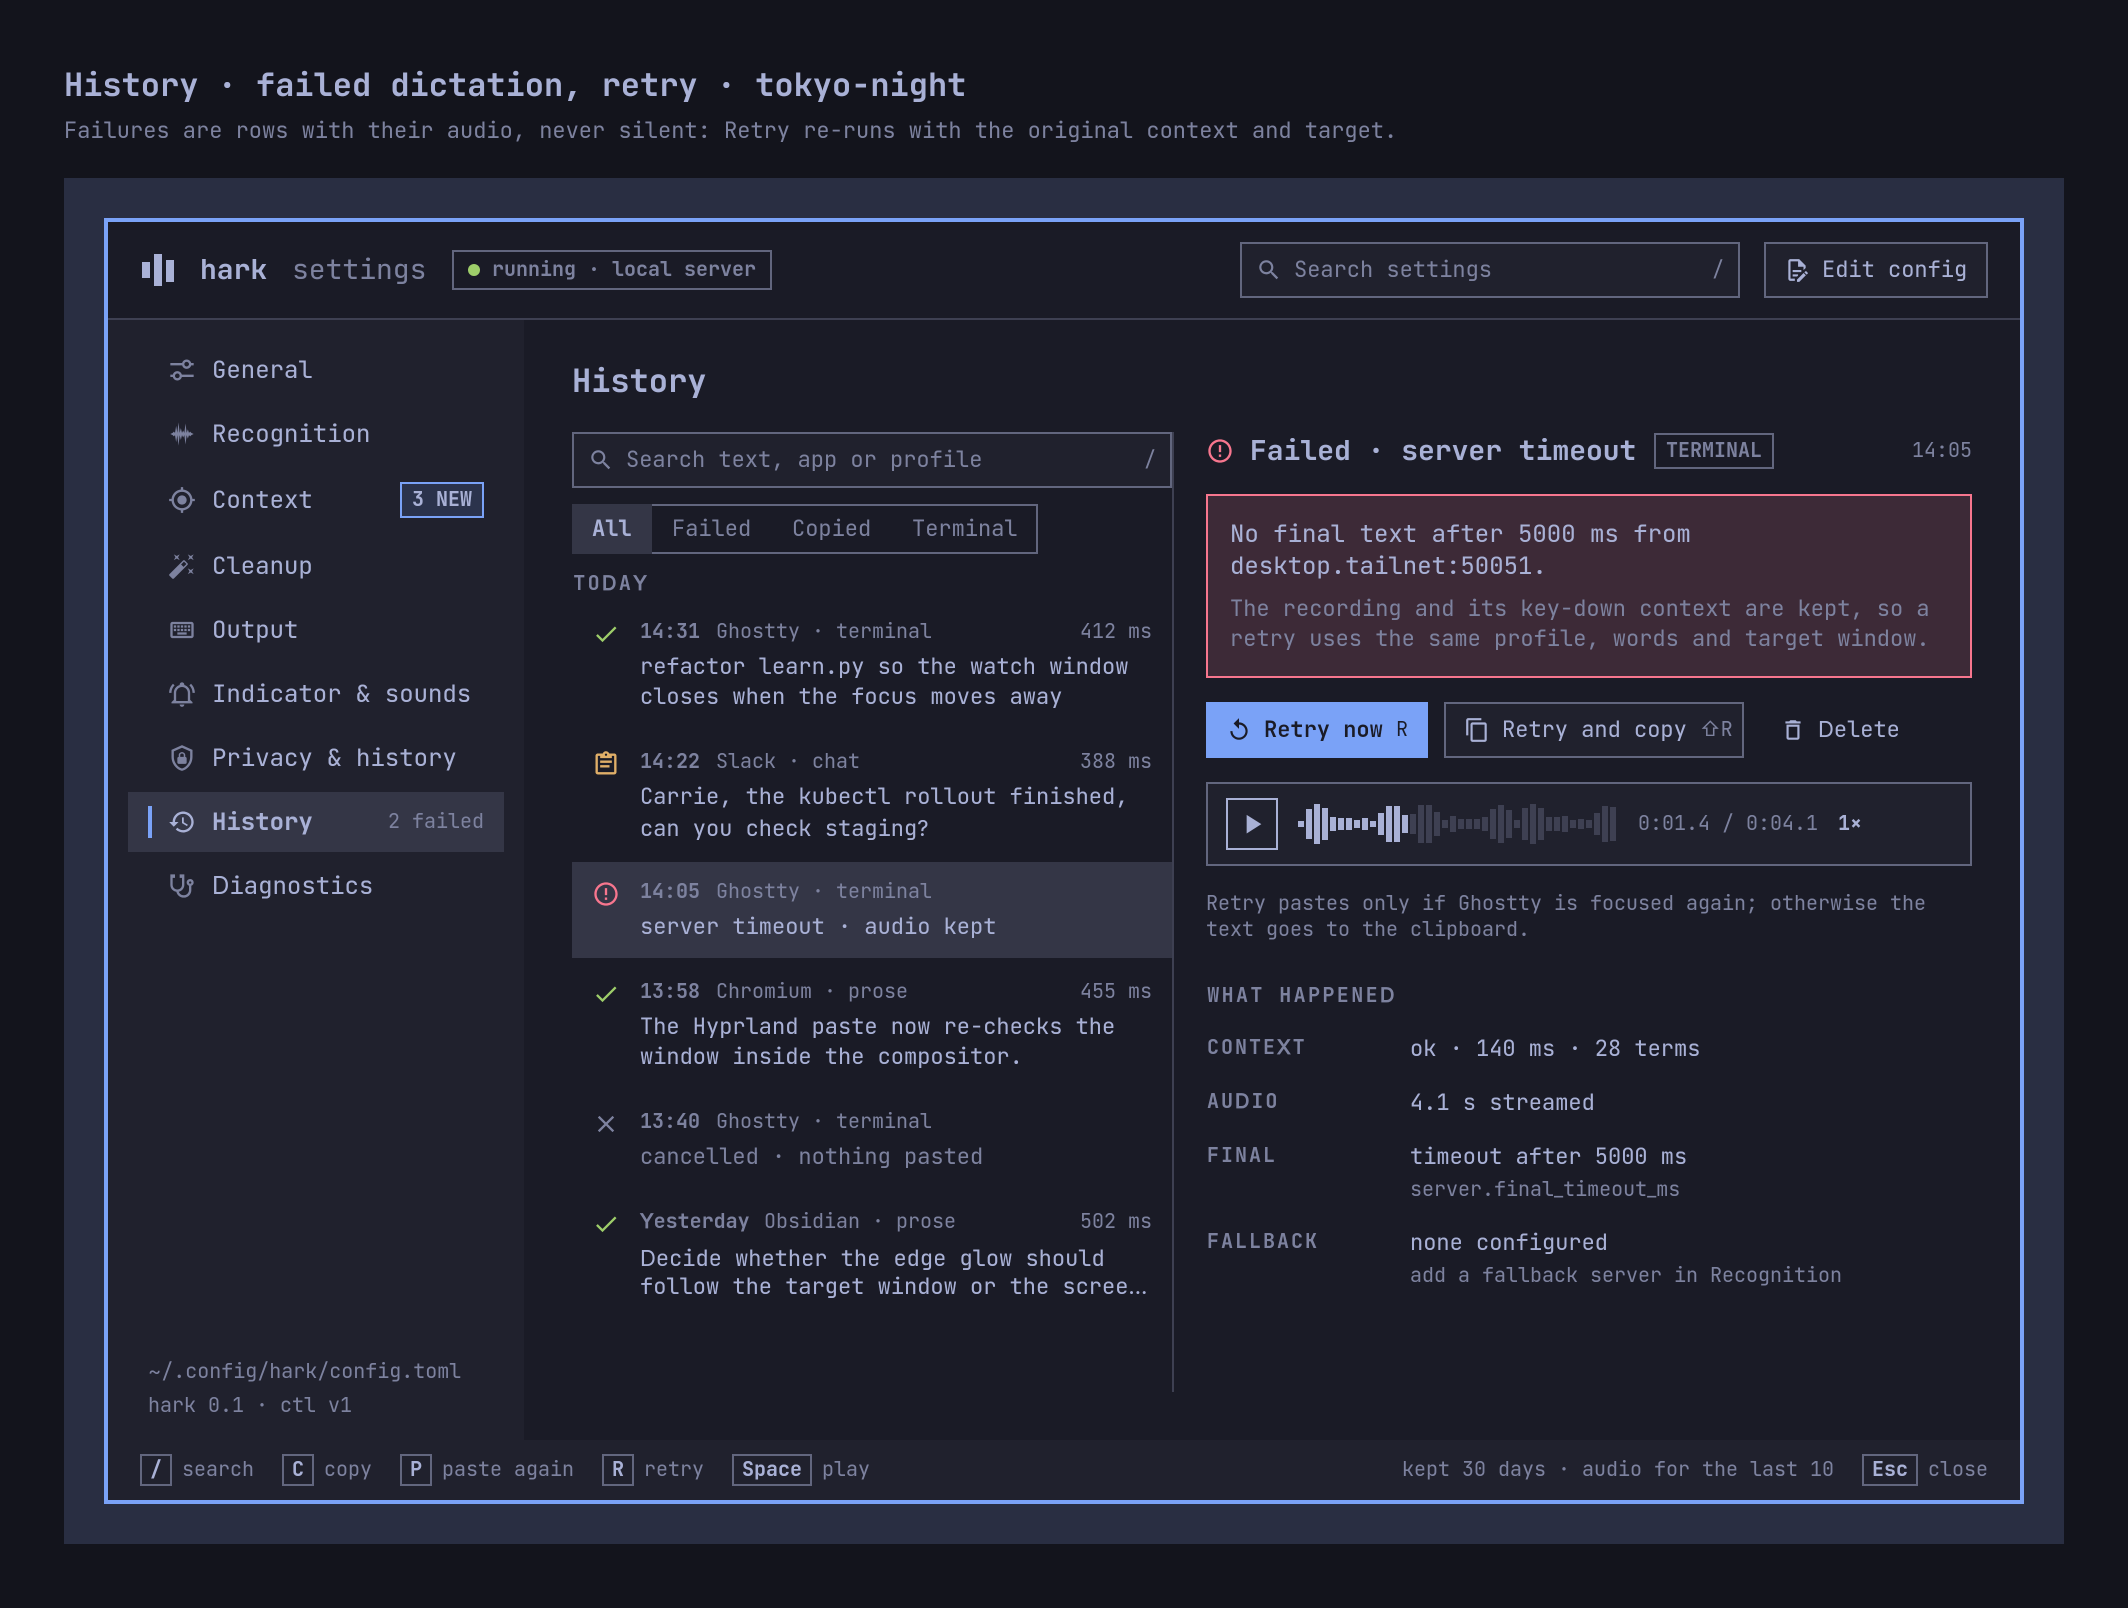 History · failed dictation, retry · tokyo-night
Failures are rows with their audio, never silent: Retry re-runs with the original context and target.
hark settings
running · local server
Search settings /
Edit config
General
Recognition
Context 3 NEW
Cleanup
Output
Indicator & sounds
Privacy & history
History 2 failed
Diagnostics
~/.config/hark/config.toml
hark 0.1 · ctl v1
History
Search text, app or profile /
All Failed Copied Terminal
TODAY
14:31 Ghostty · terminal 412 ms
refactor learn.py so the watch window
closes when the focus moves away
14:22 Slack · chat 388 ms
Carrie, the kubectl rollout finished,
can you check staging?
14:05 Ghostty · terminal
server timeout · audio kept
13:58 Chromium · prose 455 ms
The Hyprland paste now re-checks the
window inside the compositor.
13:40 Ghostty · terminal
cancelled · nothing pasted
Yesterday Obsidian · prose 502 ms
Decide whether the edge glow should
follow the target window or the scree…
Failed · server timeout TERMINAL 14:05
No final text after 5000 ms from
desktop.tailnet:50051.
The recording and its key-down context are kept, so a
retry uses the same profile, words and target window.
Retry now R
Retry and copy ⇧R
Delete
0:01.4 / 0:04.1 1×
Retry pastes only if Ghostty is focused again; otherwise the
text goes to the clipboard.
WHAT HAPPENED
CONTEXT ok · 140 ms · 28 terms
AUDIO 4.1 s streamed
FINAL timeout after 5000 ms
server.final_timeout_ms
FALLBACK none configured
add a fallback server in Recognition
/ search C copy P paste again R retry Space play
kept 30 days · audio for the last 10 Esc close